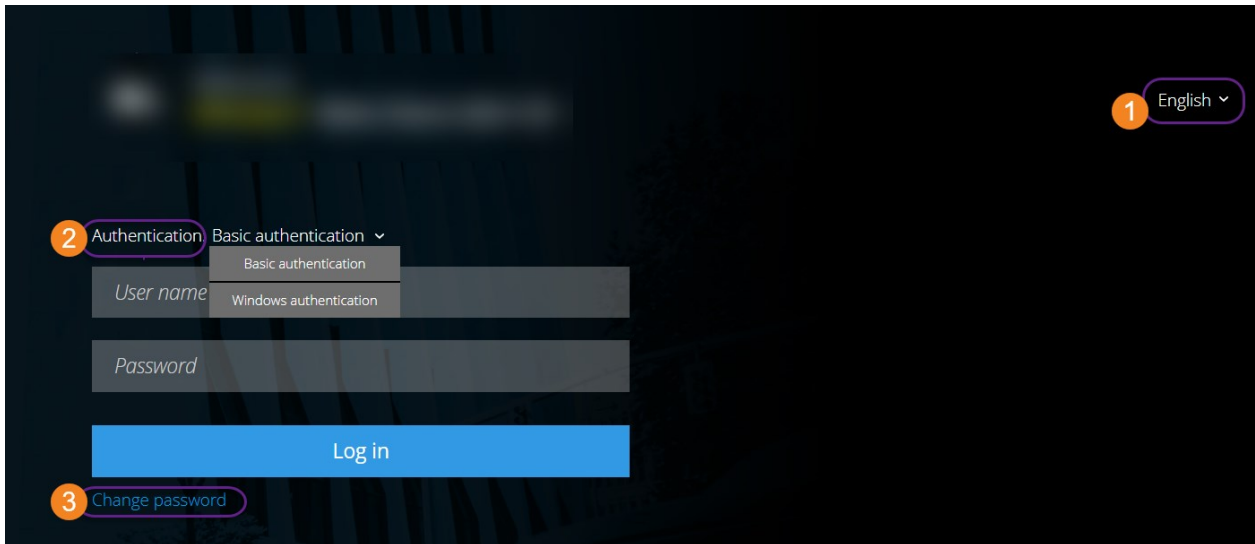 English
1
2
Authentication: Basic authentication
Basic authentication
User name
Windows authentication
Password
Log in
3
Change password